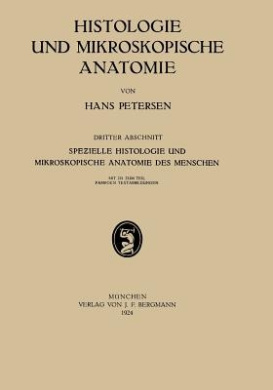 HISTOLOGIE
UND MIKROSKOPISCHE
ANATOMIE
VON
HANS PETERSEN
DRITTER ABSCHNITT
SPEZIELLE HISTOLOGIE UND
MIKROSKOPISCHE ANATOMIE DES MENSCHEN
MÜNCHEN
VERLAG VON J. F. BERGMANN
1924